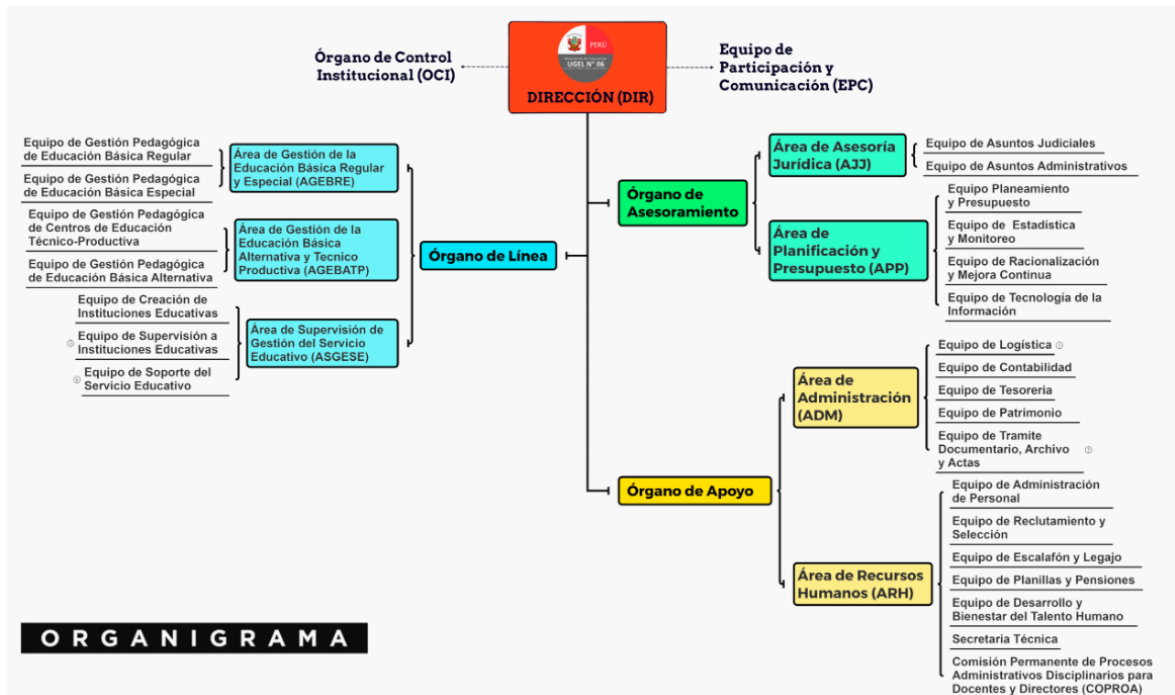 Órgano de Control
Institucional (OCI)
PERÚ
UGEL N° 06
DIRECCIÓN (DIR)
Equipo de
Participación y
Comunicación (EPC)
Equipo de Gestión Pedagógica
de Educación Básica Regular
Equipo de Gestión Pedagógica
de Educación Básica Especial
Área de Gestión de la
Educación Básica Regular
y Especial (AGEBRE)
Equipo de Gestión Pedagógica
de Centros de Educación
Técnico-Productiva
Equipo de Gestión Pedagógica
de Educación Básica Alternativa
Área de Gestión de la
Educación Básica
Alternativa y Tecnico
Productiva (AGEBATP)
Equipo de Creación de
Instituciones Educativas
Equipo de Supervisión a
Instituciones Educativas
Equipo de Soporte del
Servicio Educativo
Área de Supervisión de
Gestión del Servicio
Educativo (ASGESE)
Órgano de Línea
Órgano de
Asesoramiento
Área de Asesoría
Jurídica (AJJ)
Equipo de Asuntos Judiciales
Equipo de Asuntos Administrativos
Área de
Planificación y
Presupuesto (APP)
Equipo Planeamiento
y Presupuesto
Equipo de Estadística
y Monitoreo
Equipo de Racionalización
y Mejora Continua
Equipo de Tecnología de la
Información
Órgano de Apoyo
Área de
Administración
(ADM)
Equipo de Logística
Equipo de Contabilidad
Equipo de Tesoreria
Equipo de Patrimonio
Equipo de Tramite
Documentario, Archivo
y Actas
Área de Recursos
Humanos (ARH)
Equipo de Administración
de Personal
Equipo de Reclutamiento y
Selección
Equipo de Escalafón y Legajo
Equipo de Planillas y Pensiones
Equipo de Desarrollo y
Bienestar del Talento Humano
Secretaria Técnica
Comisión Permanente de Procesos
Administrativos Disciplinarios para
Docentes y Directores (COPROA)
ORGANIGRAMA